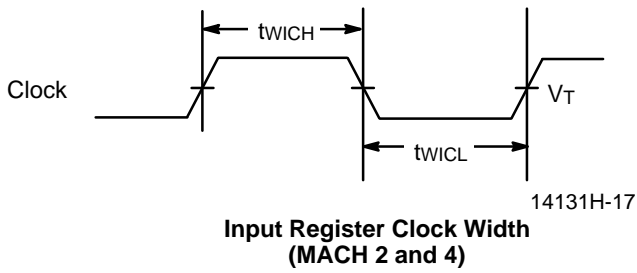 tWICH
Clock
VT
tWICL
14131H-17
Input Register Clock Width
(MACH 2 and 4)